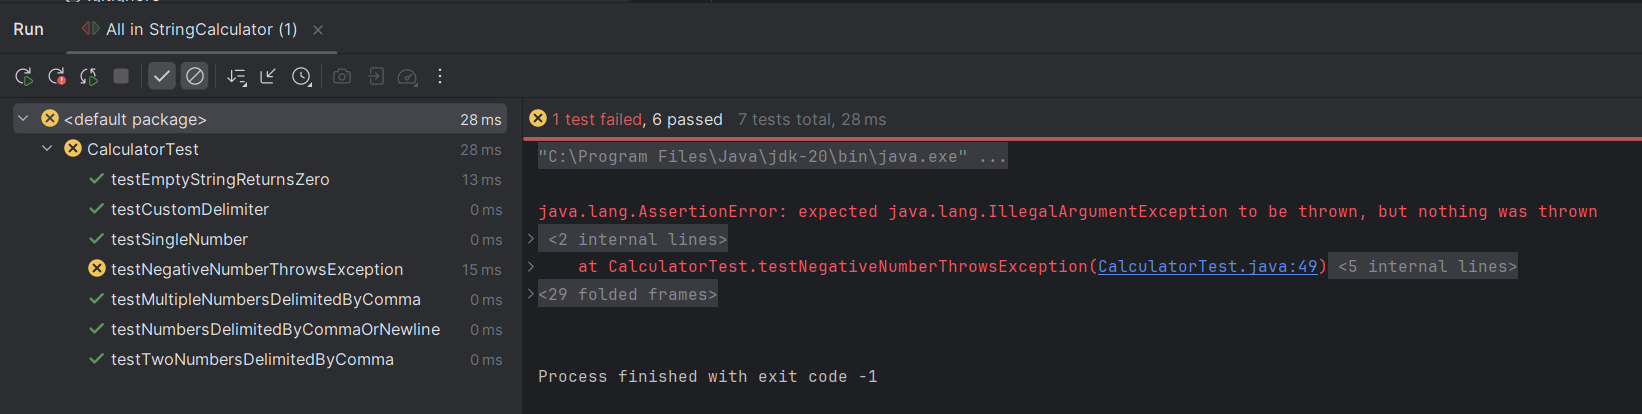 Run All in StringCalculator (1)
<default package> 28 ms
CalculatorTest 28 ms
testEmptyStringReturnsZero 13 ms
testCustomDelimiter 0 ms
testSingleNumber 0 ms
testNegativeNumberThrowsException 15 ms
testMultipleNumbersDelimitedByComma 0 ms
testNumbersDelimitedByCommaOrNewline 0 ms
testTwoNumbersDelimitedByComma 0 ms
1 test failed, 6 passed 7 tests total, 28 ms
"C:\Program Files\Java\jdk-20\bin\java.exe" ...
java.lang.AssertionError: expected java.lang.IllegalArgumentException to be thrown, but nothing was thrown
<2 internal lines>
at CalculatorTest.testNegativeNumberThrowsException(CalculatorTest.java:49) <5 internal lines>
<29 folded frames>
Process finished with exit code -1